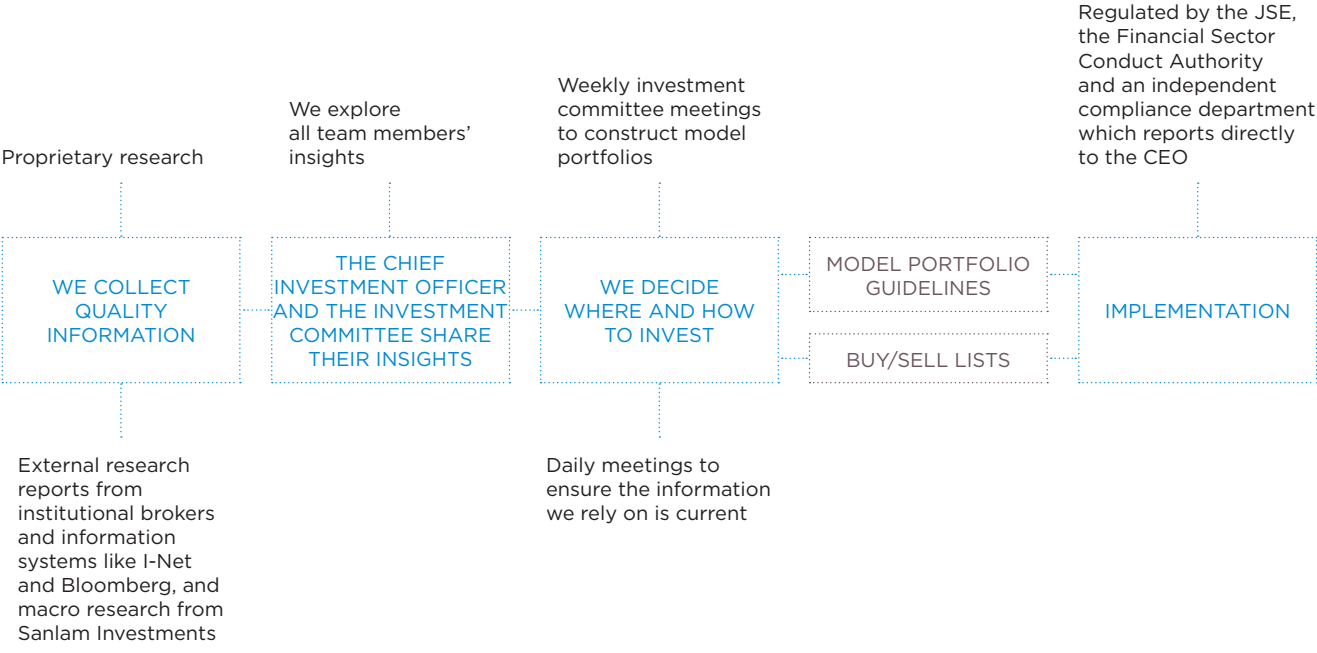 Proprietary research
WE COLLECT
QUALITY
INFORMATION
External research
reports from
institutional brokers
and information
systems like I-Net
and Bloomberg, and
macro research from
Sanlam Investments
We explore
all team members’
insights
THE CHIEF
INVESTMENT OFFICER
AND THE INVESTMENT
COMMITTEE SHARE
THEIR INSIGHTS
Weekly investment
committee meetings
to construct model
portfolios
WE DECIDE
WHERE AND HOW
TO INVEST
Daily meetings to
ensure the information
we rely on is current
MODEL PORTFOLIO
GUIDELINES
BUY/SELL LISTS
Regulated by the JSE,
the Financial Sector
Conduct Authority
and an independent
compliance department
which reports directly
to the CEO
IMPLEMENTATION